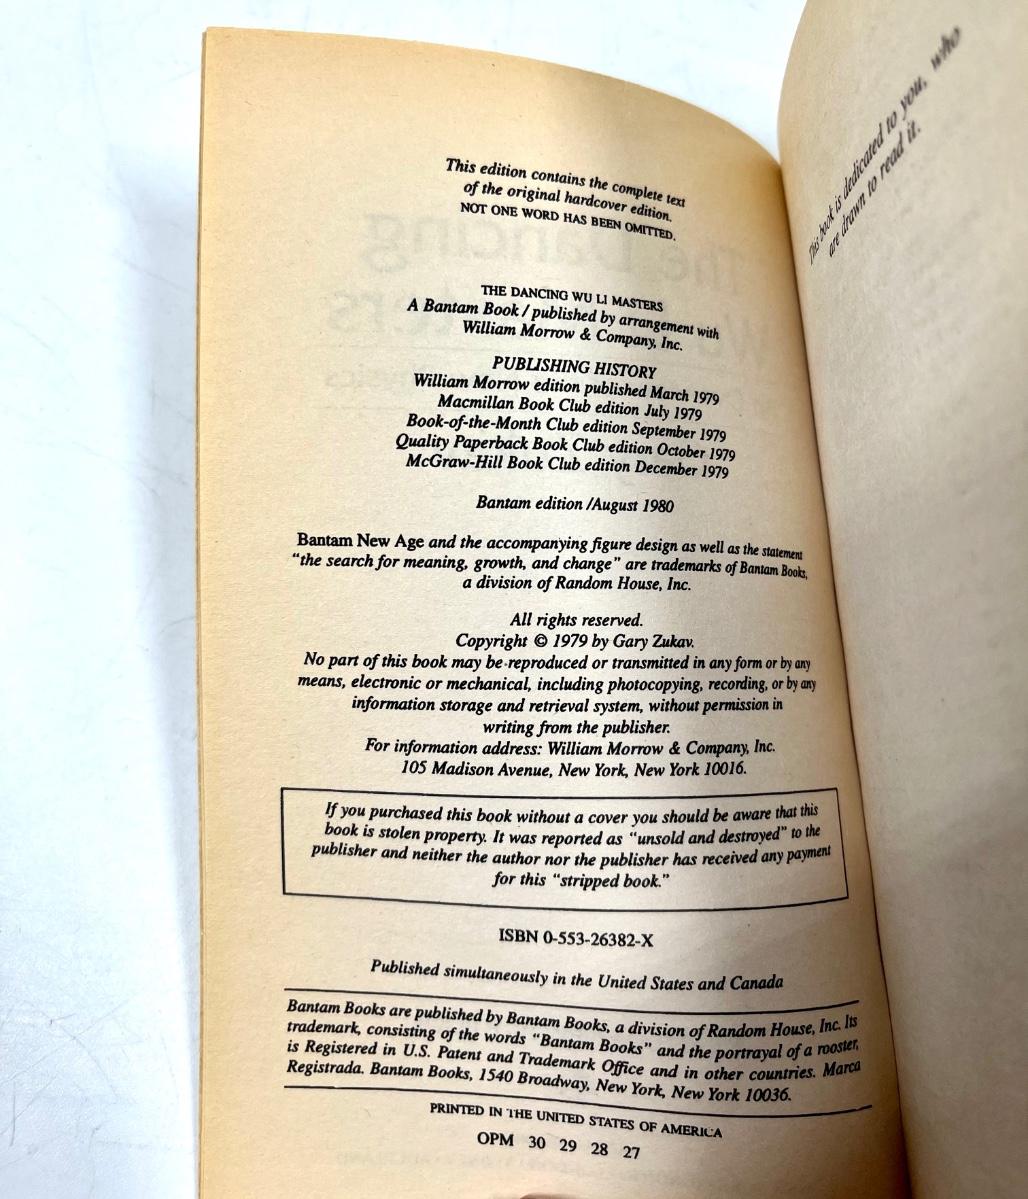 This edition contains the complete text
of the original hardcover edition.
NOT ONE WORD HAS BEEN OMITTED.
THE DANCING WU LI MASTERS
A Bantam Book / published by arrangement with
William Morrow & Company, Inc.
PUBLISHING HISTORY
William Morrow edition published March 1979
Macmillan Book Club edition July 1979
Book-of-the-Month Club edition September 1979
Quality Paperback Book Club edition October 1979
McGraw-Hill Book Club edition December 1979
Bantam edition /August 1980
Bantam New Age and the accompanying figure design as well as the statement
"the search for meaning, growth, and change" are trademarks of Bantam Books,
a division of Random House, Inc.
All rights reserved.
Copyright © 1979 by Gary Zukav.
No part of this book may be reproduced or transmitted in any form or by any
means, electronic or mechanical, including photocopying, recording, or by any
information storage and retrieval system, without permission in
writing from the publisher.
For information address: William Morrow & Company, Inc.
105 Madison Avenue, New York, New York 10016.
If you purchased this book without a cover you should be aware that this
book is stolen property. It was reported as "unsold and destroyed" to the
publisher and neither the author nor the publisher has received any payment
for this "stripped book."
ISBN 0-553-26382-X
Published simultaneously in the United States and Canada
Bantam Books are published by Bantam Books, a division of Random House, Inc. Its
trademark, consisting of the words "Bantam Books" and the portrayal of a rooster,
is Registered in U.S. Patent and Trademark Office and in other countries. Marca
Registrada. Bantam Books, 1540 Broadway, New York, New York 10036.
PRINTED IN THE UNITED STATES OF AMERICA
OPM 30 29 28 27
This book is dedicated to you, who
are drawn to read it.